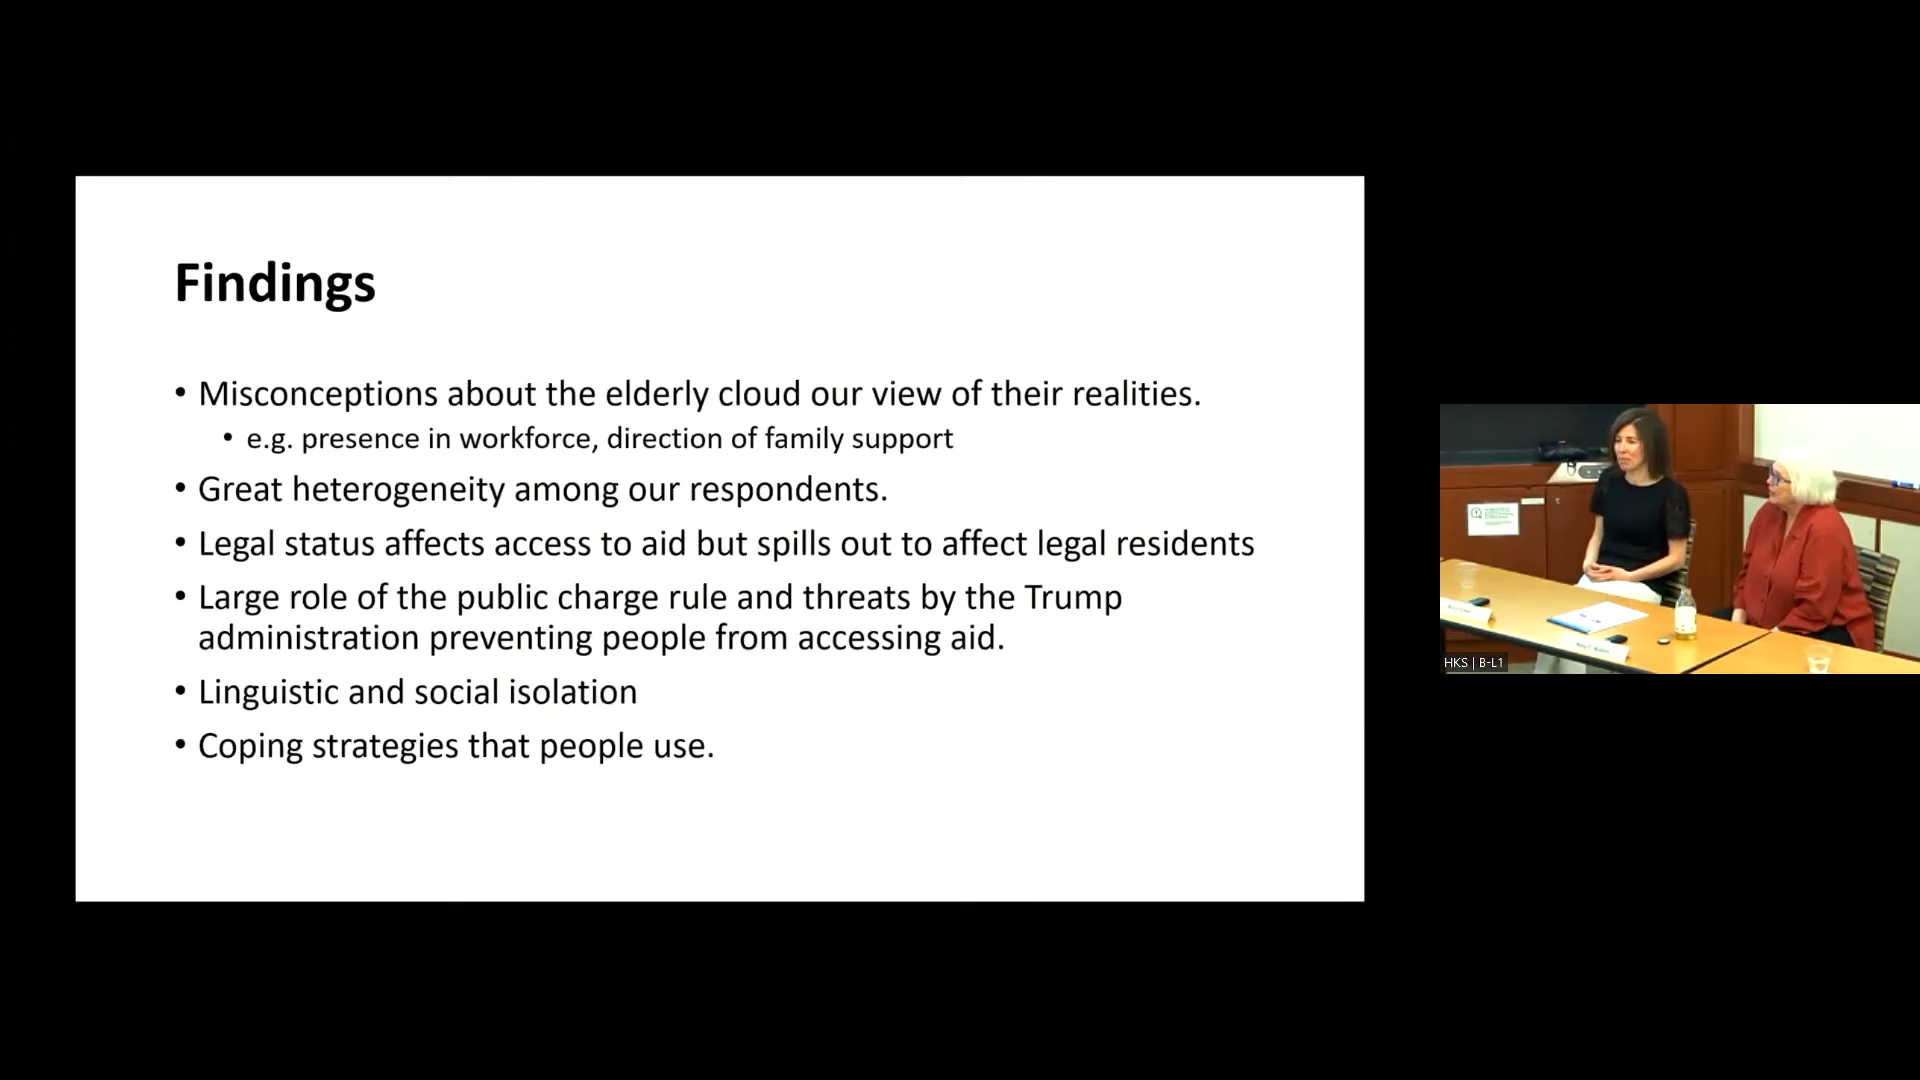 Findings
• Misconceptions about the elderly cloud our view of their realities.
• e.g. presence in workforce, direction of family support
• Great heterogeneity among our respondents.
• Legal status affects access to aid but spills out to affect legal residents
• Large role of the public charge rule and threats by the Trump
administration preventing people from accessing aid.
• Linguistic and social isolation
• Coping strategies that people use.
HKS | B-L1